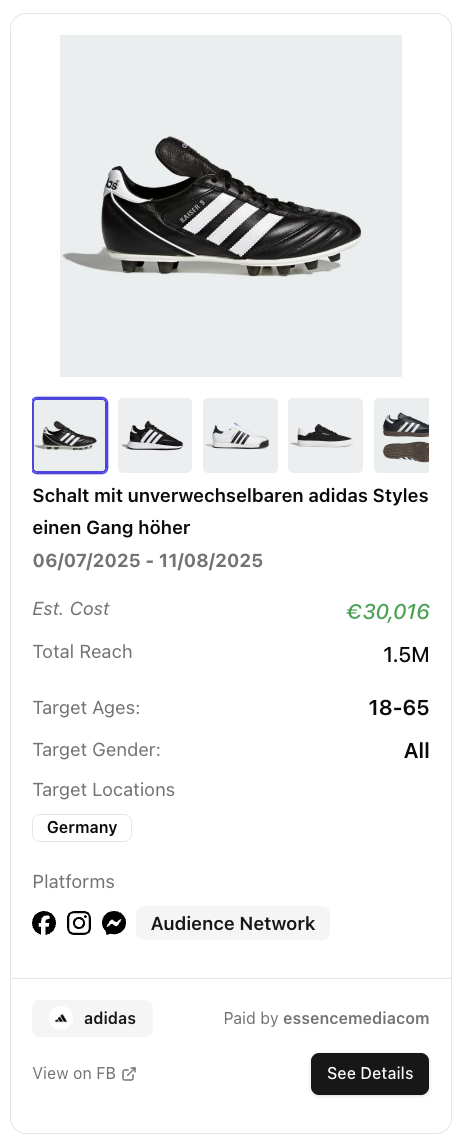 KAISER 5
Schalt mit unverwechselbaren adidas Styles
einen Gang höher
06/07/2025 - 11/08/2025
Est. Cost €30,016
Total Reach 1.5M
Target Ages: 18-65
Target Gender: All
Target Locations
Germany
Platforms
Audience Network
adidas Paid by essencemediacom
View on FB See Details